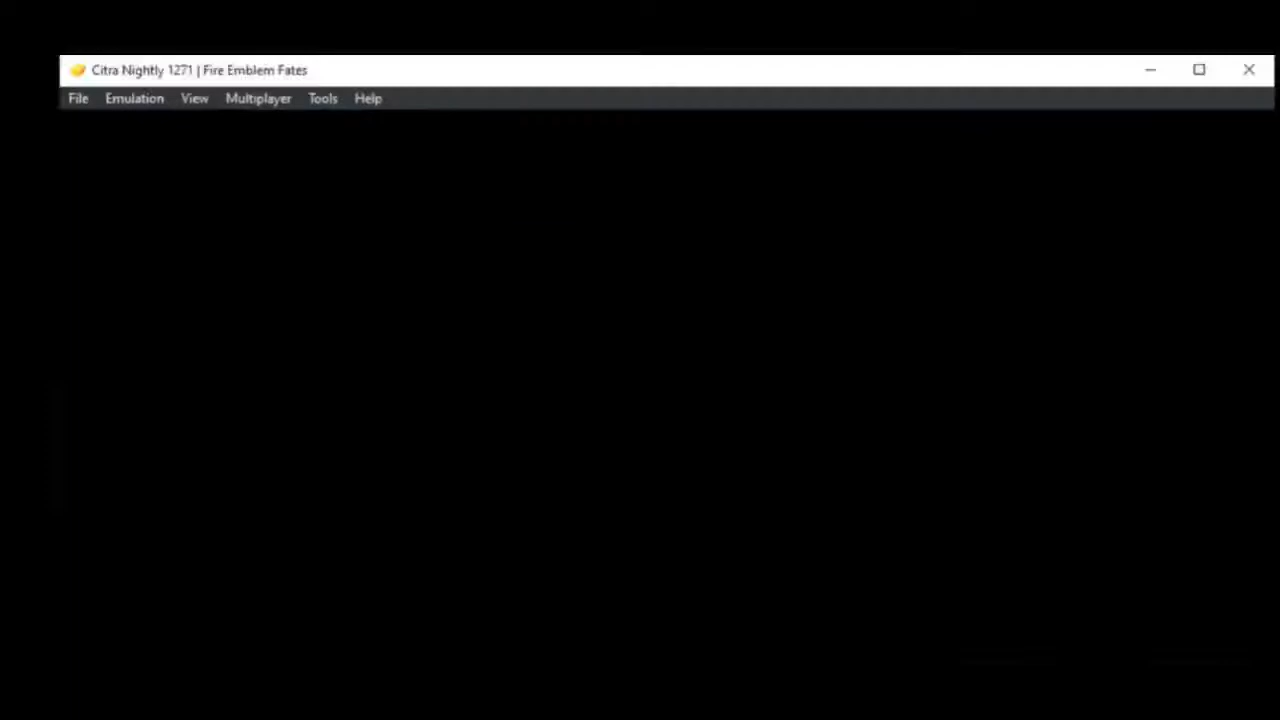 Citra Nightly 1271 | Fire Emblem Fates
File Emulation View Multiplayer Tools Help